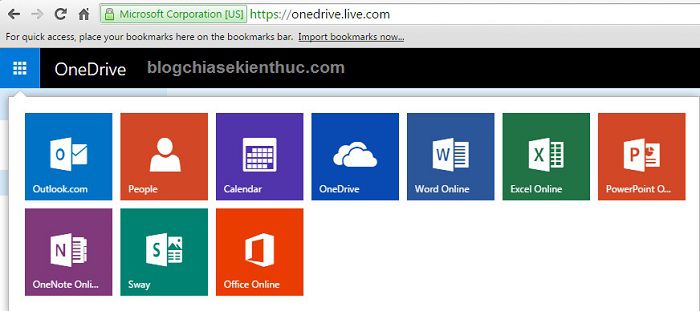 Microsoft Corporation [US] https://onedrive.live.com
For quick access, place your bookmarks here on the bookmarks bar. Import bookmarks now...
OneDrive blogchiasekienthuc.com
Outlook.com People Calendar OneDrive Word Online Excel Online PowerPoint O...
OneNote Onli... Sway Office Online